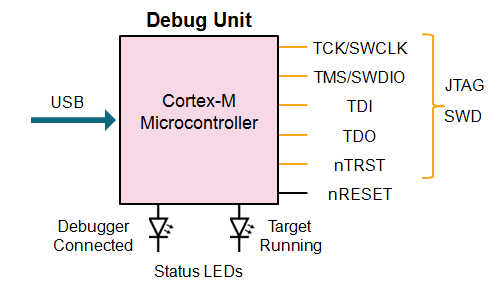 Debug Unit
USB
Cortex-M
Microcontroller
TCK/SWCLK
TMS/SWDIO
TDI
TDO
nTRST
nRESET
JTAG
SWD
Debugger
Connected
Target
Running
Status LEDs